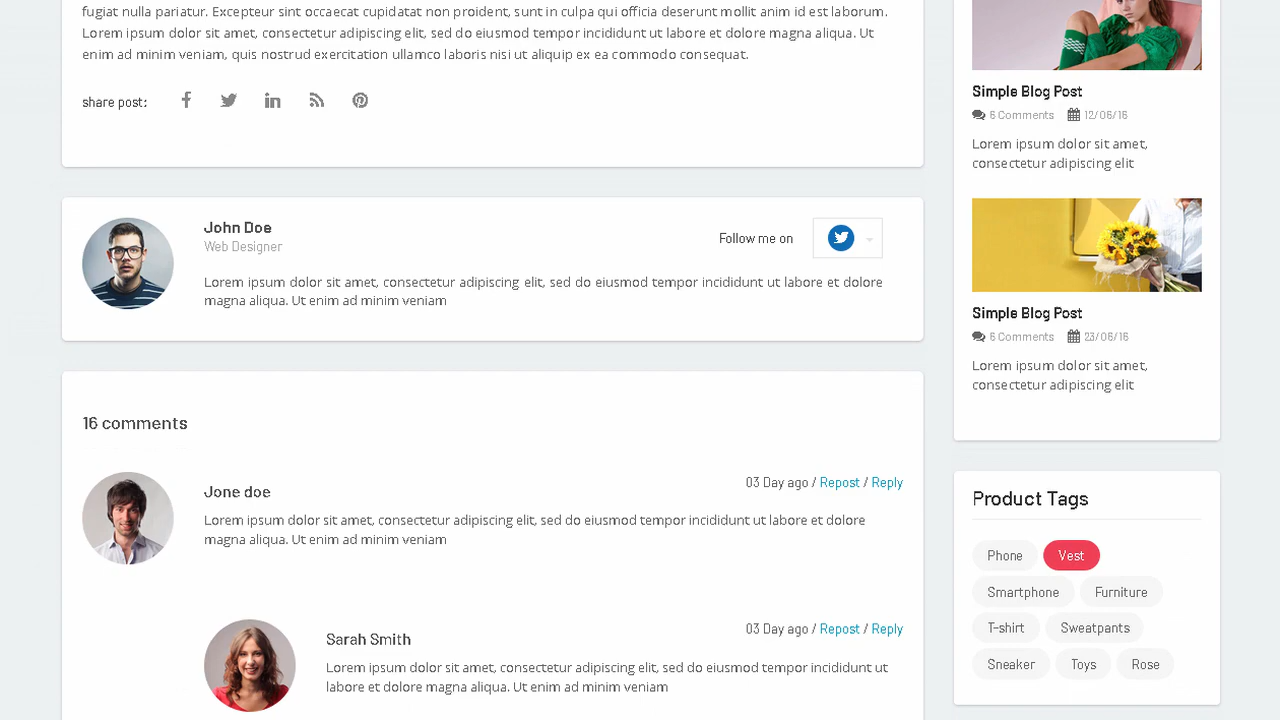 fugiat nulla pariatur. Excepteur sint occaecat cupidatat non proident, sunt in culpa qui officia deserunt mollit anim id est laborum.
Lorem ipsum dolor sit amet, consectetur adipiscing elit, sed do eiusmod tempor incididunt ut labore et dolore magna aliqua. Ut
enim ad minim veniam, quis nostrud exercitation ullamco laboris nisi ut aliquip ex ea commodo consequat.
share post:
John Doe
Web Designer
Follow me on
Lorem ipsum dolor sit amet, consectetur adipiscing elit, sed do eiusmod tempor incididunt ut labore et dolore
magna aliqua. Ut enim ad minim veniam
16 comments
Jone doe
03 Day ago / Repost / Reply
Lorem ipsum dolor sit amet, consectetur adipiscing elit, sed do eiusmod tempor incididunt ut labore et dolore
magna aliqua. Ut enim ad minim veniam
Sarah Smith
03 Day ago / Repost / Reply
Lorem ipsum dolor sit amet, consectetur adipiscing elit, sed do eiusmod tempor incididunt ut
labore et dolore magna aliqua. Ut enim ad minim veniam
Simple Blog Post
6 Comments 12/06/16
Lorem ipsum dolor sit amet,
consectetur adipiscing elit
Simple Blog Post
6 Comments 23/06/16
Lorem ipsum dolor sit amet,
consectetur adipiscing elit
Product Tags
Phone Vest
Smartphone Furniture
T-shirt Sweatpants
Sneaker Toys Rose